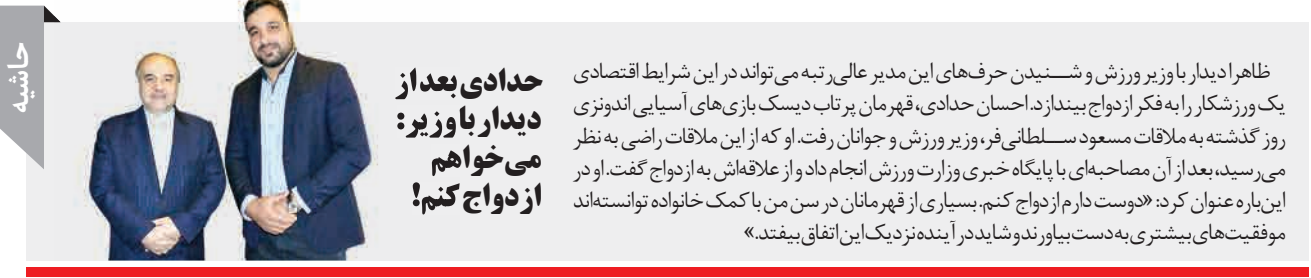 حاشیه
حدادی بعد از
دیدار با وزیر:
می‌خواهم
ازدواج کنم!
ظاهرا دیدار با وزیر ورزش و شنیدن حرف‌های این مدیر عالی‌رتبه می‌تواند در این شرایط اقتصادی
یک ورزشکار را به فکر ازدواج بیندازد. احسان حدادی، قهرمان پرتاب دیسک بازی‌های آسیایی اندونزی
روز گذشته به ملاقات مسعود سلطانی‌فر، وزیر ورزش و جوانان رفت. او که از این ملاقات راضی به نظر
می‌رسید، بعد از آن مصاحبه‌ای با پایگاه خبری وزارت ورزش انجام داد و از علاقه‌اش به ازدواج گفت. او در
این‌باره عنوان کرد: «دوست دارم ازدواج کنم. بسیاری از قهرمانان در سن من با کمک خانواده توانسته‌اند
موفقیت‌های بیشتری به‌دست بیاورند و شاید در آینده نزدیک این اتفاق بیفتد.»